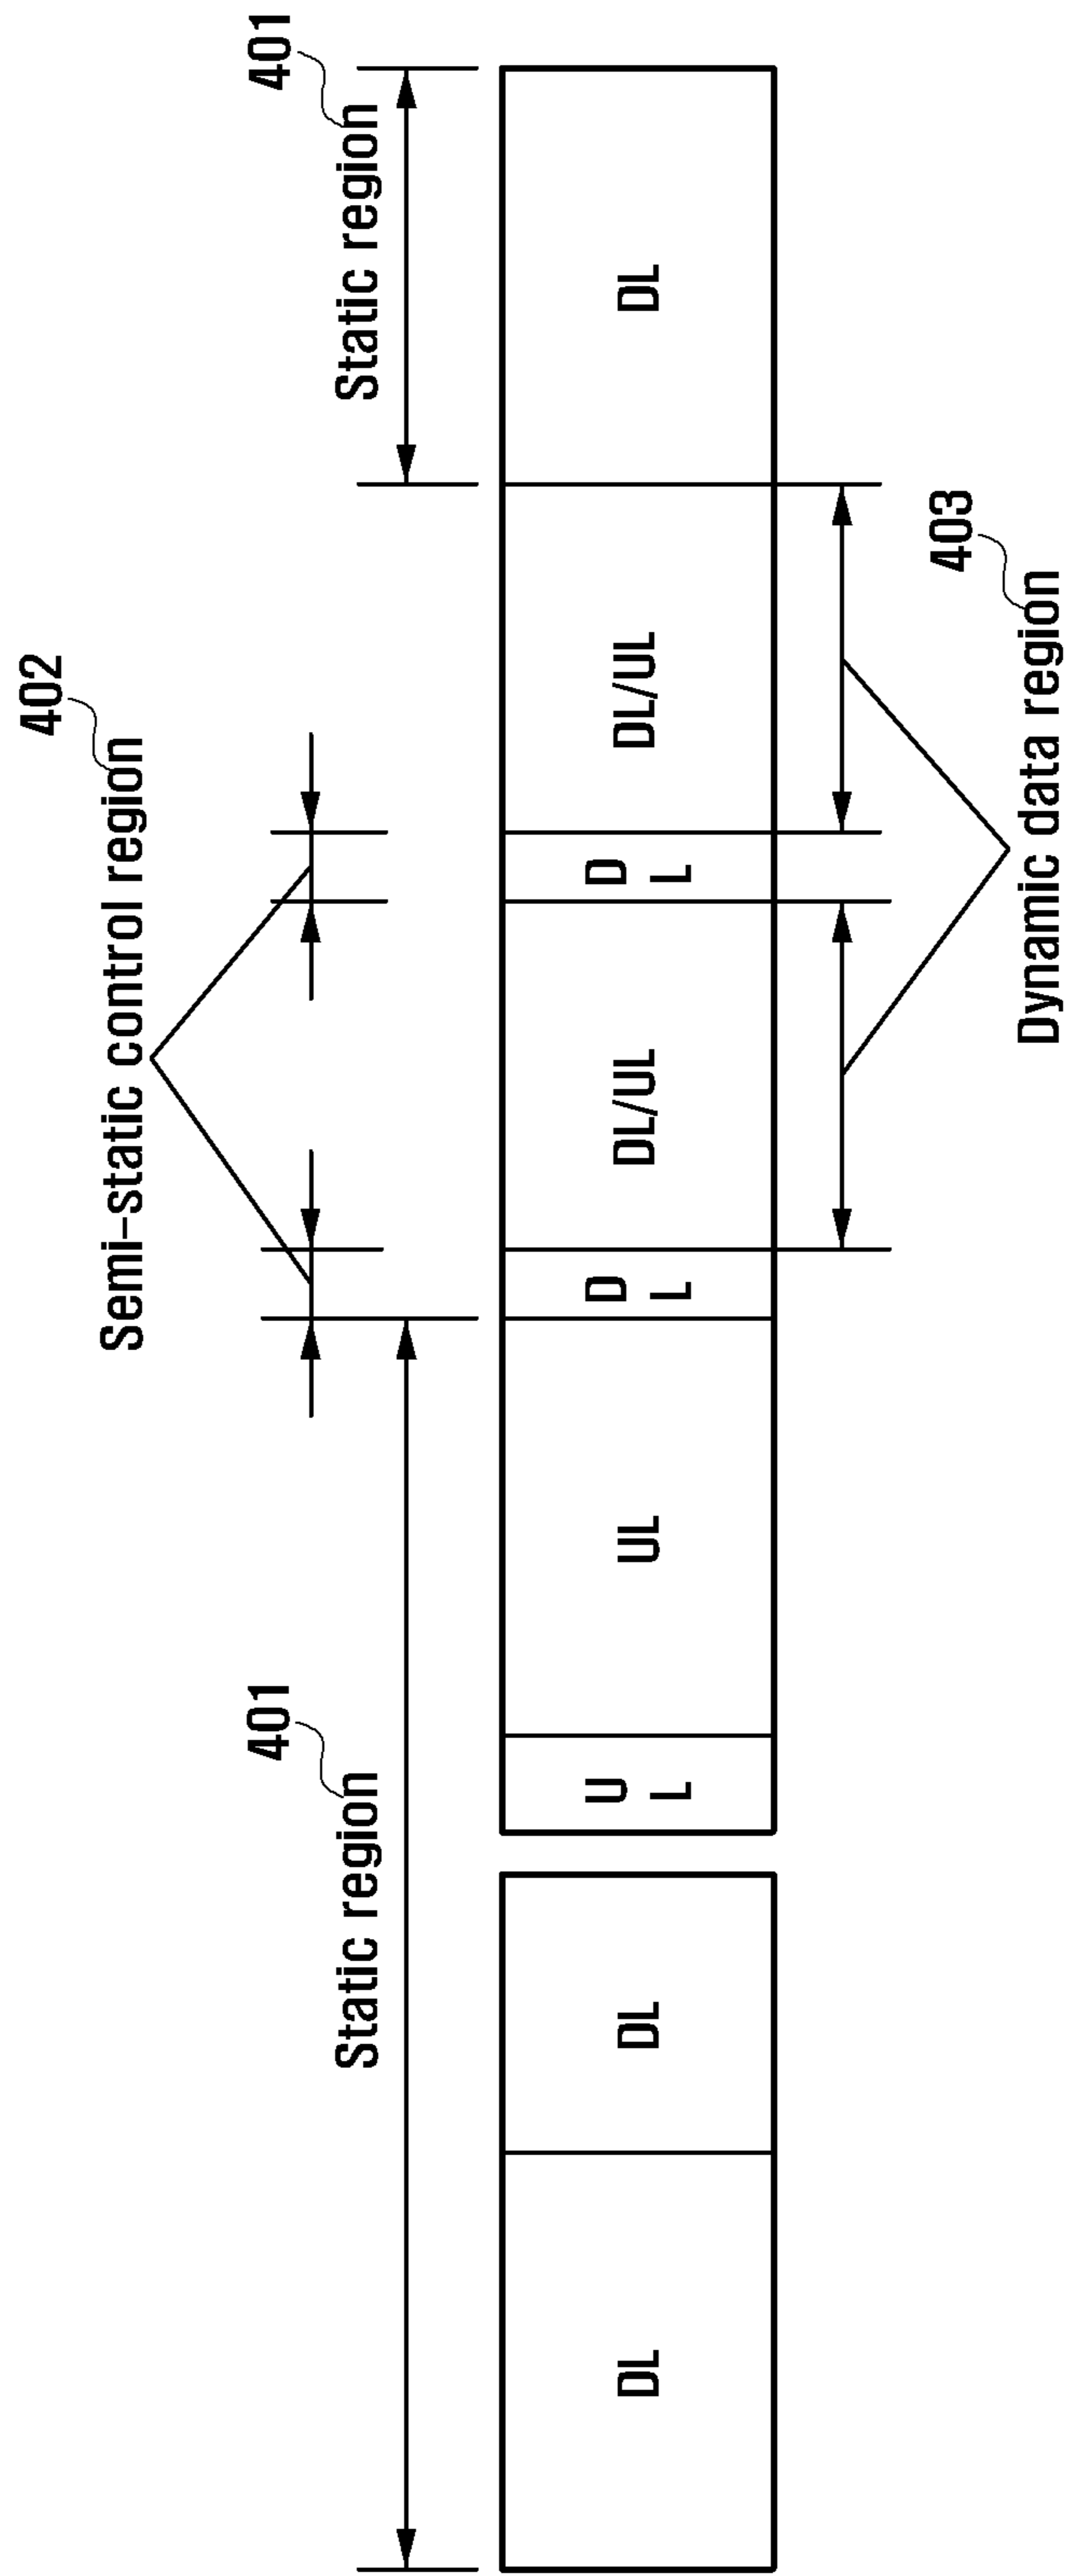 402
Semi-static control region
401
Static region
401
Static region
DL
DL
U
L
UL
D
L
DL/UL
D
L
DL/UL
DL
403
Dynamic data region